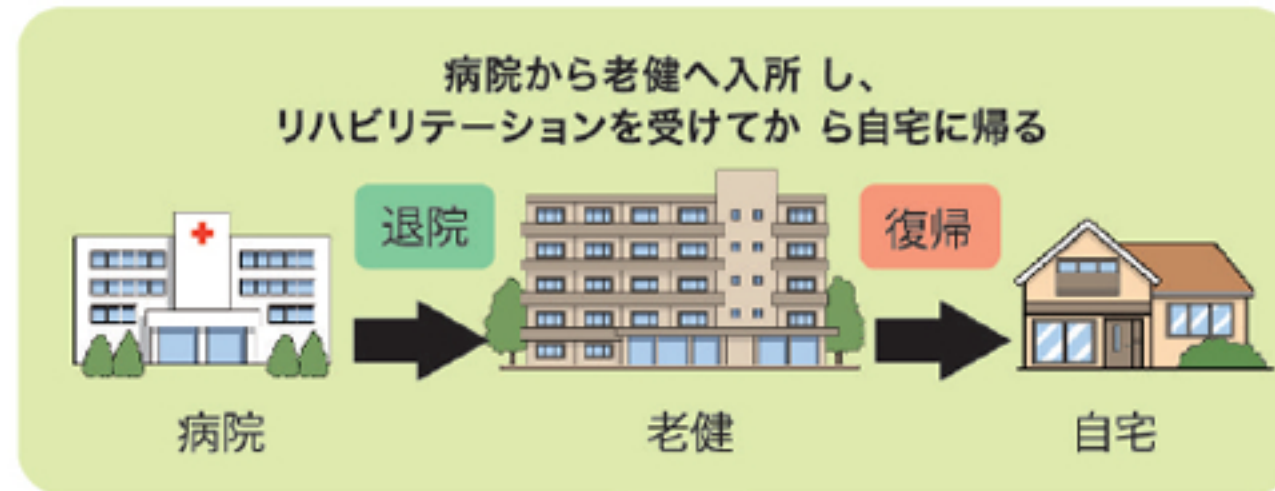 病院から老健へ入所 し、
リハビリテーションを受けてか ら自宅に帰る
退院
復帰
病院
老健
自宅